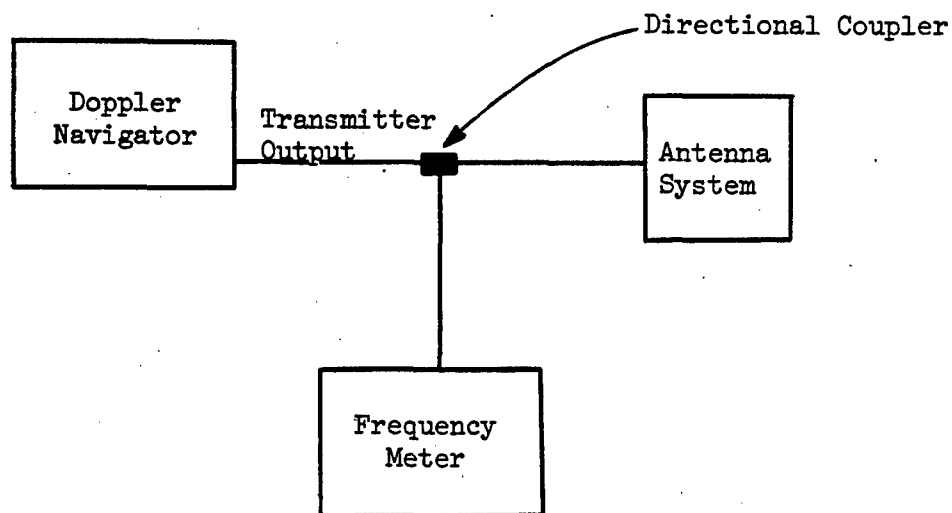 Directional Coupler
Doppler
Navigator
Transmitter
Output
Antenna
System
Frequency
Meter